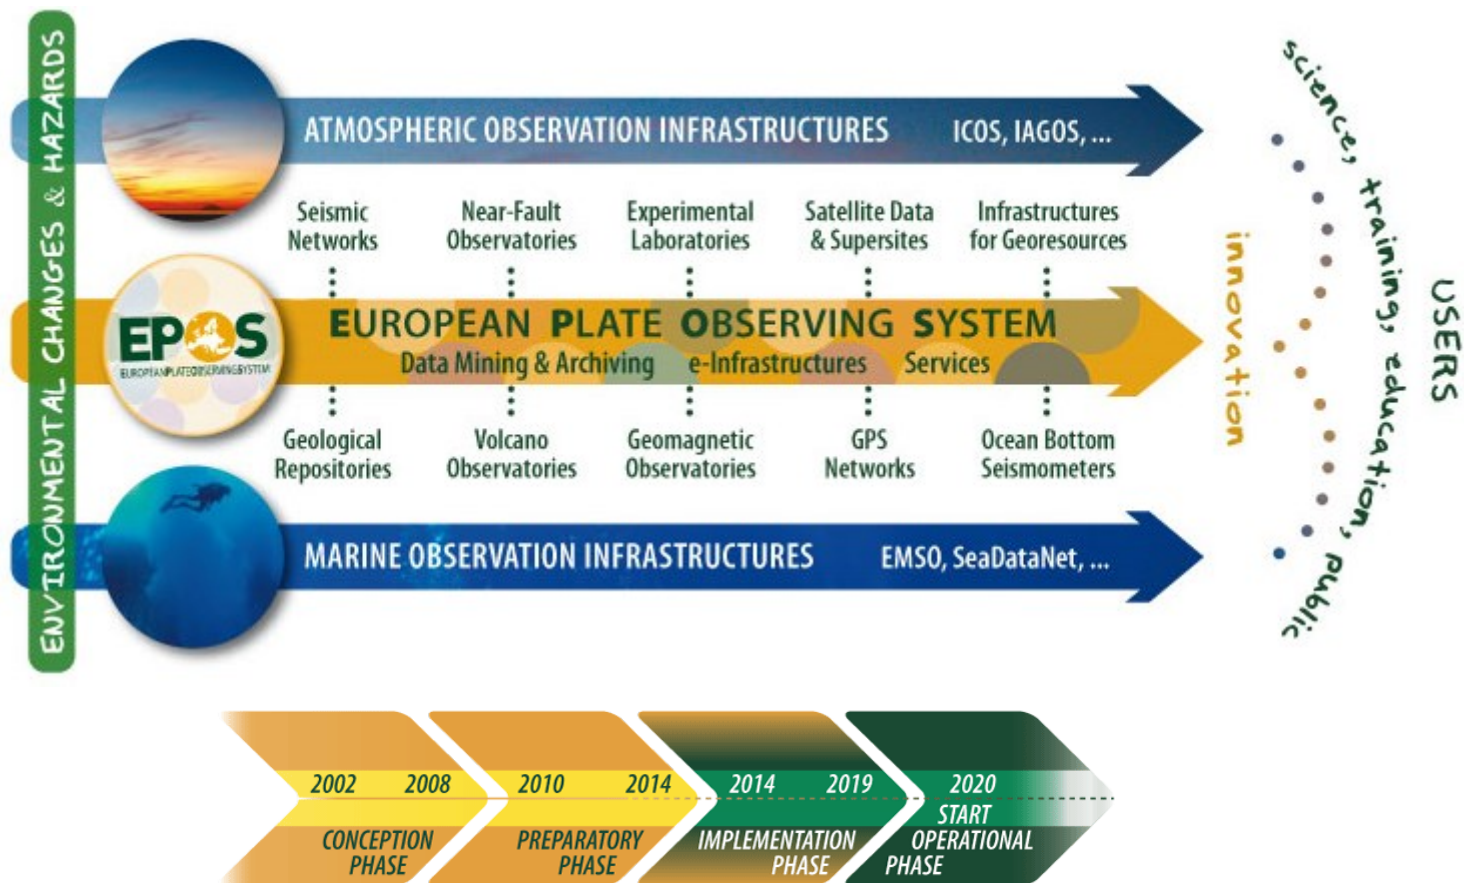 ENVIRONMENTAL CHANGES & HAZARDS
ATMOSPHERIC OBSERVATION INFRASTRUCTURES ICOS, IAGOS, ...
Seismic
Networks
Near-Fault
Observatories
Experimental
Laboratories
Satellite Data
& Supersites
Infrastructures
for Georesources
EPOS
EUROPEANPLATEOBSERVINGSYSTEM
EUROPEAN PLATE OBSERVING SYSTEM
Data Mining & Archiving e-Infrastructures Services
Geological
Repositories
Volcano
Observatories
Geomagnetic
Observatories
GPS
Networks
Ocean Bottom
Seismometers
MARINE OBSERVATION INFRASTRUCTURES EMSO, SeaDataNet, ...
innovation
science, training, education, public
USERS
2002 2008
CONCEPTION
PHASE
2010 2014
PREPARATORY
PHASE
2014 2019
IMPLEMENTATION
PHASE
2020
START
OPERATIONAL
PHASE